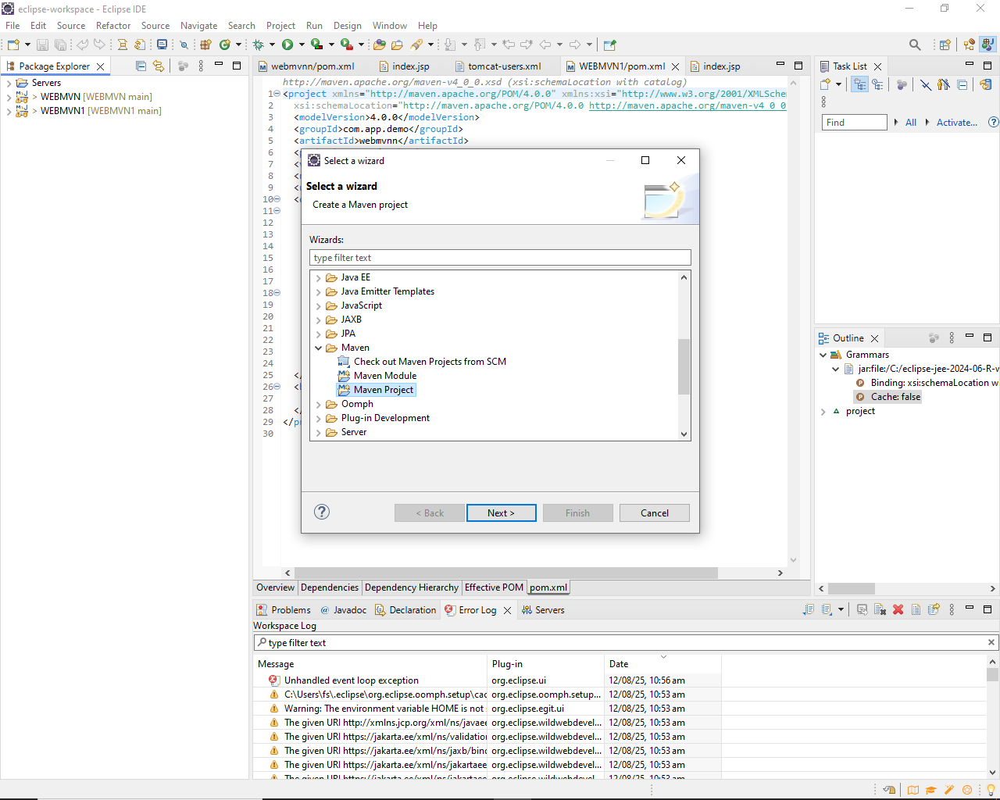 eclipse-workspace - Eclipse IDE
File Edit Source Refactor Source Navigate Search Project Run Design Window Help
Package Explorer
Servers
> WEBMVN [WEBMVN main]
> WEBMVN1 [WEBMVN1 main]
webmvnn/pom.xml index.jsp tomcat-users.xml WEBMVN1/pom.xml index.jsp
http://maven.apache.org/maven-v4_0_0.xsd (xsi:schemaLocation with catalog)
1 <project xmlns="http://maven.apache.org/POM/4.0.0" xmlns:xsi="http://www.w3.org/2001/XMLSche
2 xsi:schemaLocation="http://maven.apache.org/POM/4.0.0 http://maven.apache.org/maven-v4_0_0
3 <modelVersion>4.0.0</modelVersion>
4 <groupId>com.app.demo</groupId>
5 <artifactId>webmvnn</artifactId>
6
7
8
9
10
11
12
13
14
15
16
17
18
19
20
21
22
23
24
25 </
26 <b
27
28 </
29 </p
30
Select a wizard
Select a wizard
Create a Maven project
Wizards:
type filter text
Java EE
Java Emitter Templates
JavaScript
JAXB
JPA
Maven
Check out Maven Projects from SCM
Maven Module
Maven Project
Oomph
Plug-in Development
Server
< Back Next > Finish Cancel
Overview Dependencies Dependency Hierarchy Effective POM pom.xml
Task List
Find All Activate...
Outline
Grammars
jar:file:/C:/eclipse-jee-2024-06-R-w
Binding: xsi:schemaLocation w
Cache: false
project
Problems Javadoc Declaration Error Log Servers
Workspace Log
type filter text
Message Plug-in Date
Unhandled event loop exception org.eclipse.ui 12/08/25, 10:56 am
C:\Users\fs\.eclipse\org.eclipse.oomph.setup\cac org.eclipse.oomph.setup... 12/08/25, 10:53 am
Warning: The environment variable HOME is not org.eclipse.egit.ui 12/08/25, 10:53 am
The given URI http://xmlns.jcp.org/xml/ns/javaee org.eclipse.wildwebdevel... 12/08/25, 10:53 am
The given URI https://jakarta.ee/xml/ns/validation org.eclipse.wildwebdevel... 12/08/25, 10:53 am
The given URI https://jakarta.ee/xml/ns/jaxb/bind org.eclipse.wildwebdevel... 12/08/25, 10:53 am
The given URI https://jakarta.ee/xml/ns/jakartaee org.eclipse.wildwebdevel... 12/08/25, 10:53 am
The given URI https://jakarta.ee/xml/ns/jakartaee org.eclipse.wildwebdevel... 12/08/25, 10:53 am